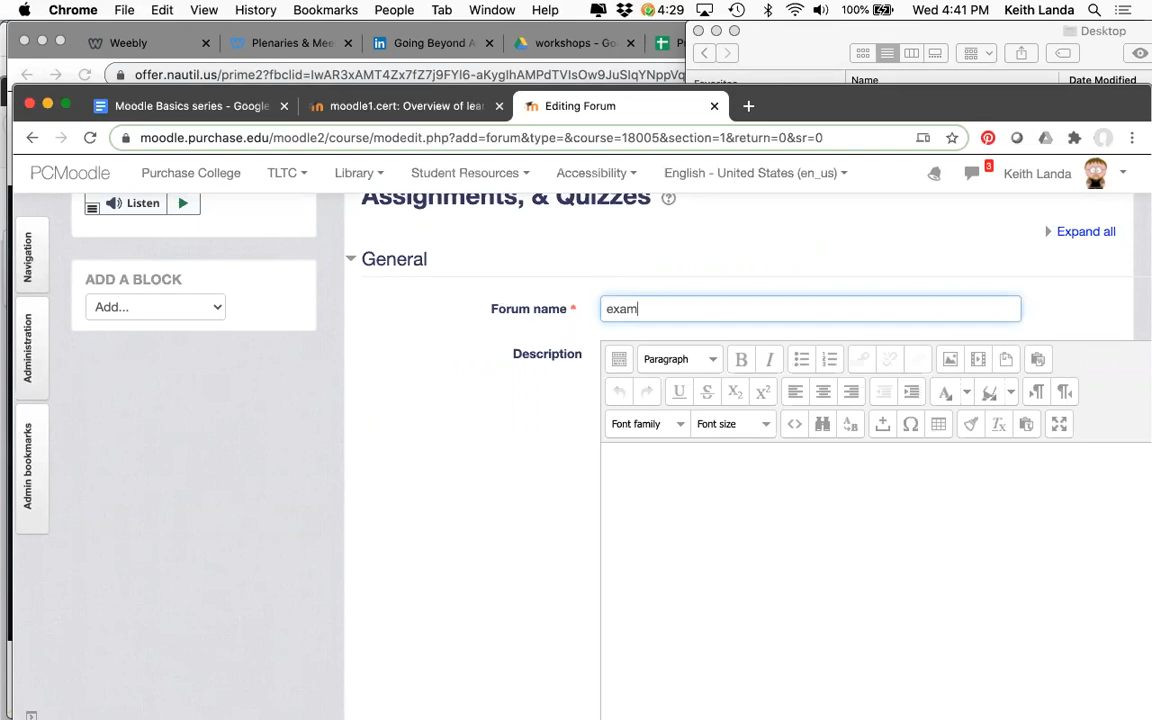 Chrome File Edit View History Bookmarks People Tab Window Help 4:29 100% Wed 4:41 PM Keith Landa
Desktop
Weebly Plenaries & Mee Going Beyond A workshops - Go
offer.nautil.us/prime2?fbclid=IwAR3xAMT4Zx7fZ7j9FYI6-aKyglhAMPdTVIsOw9JuSlqYNppVq
Name Date Modified
Moodle Basics series - Google moodle1.cert: Overview of lea Editing Forum
moodle.purchase.edu/moodle2/course/modedit.php?add=forum&type=&course=18005&section=1&return=0&sr=0
PCMoodle Purchase College TLTC Library Student Resources Accessibility English - United States (en_us) 3 Keith Landa
Assignments, & Quizzes
Listen
Expand all
General
ADD A BLOCK
Add...
Forum name * exam
Description
Paragraph
Font family Font size
Navigation
Administration
Admin bookmarks